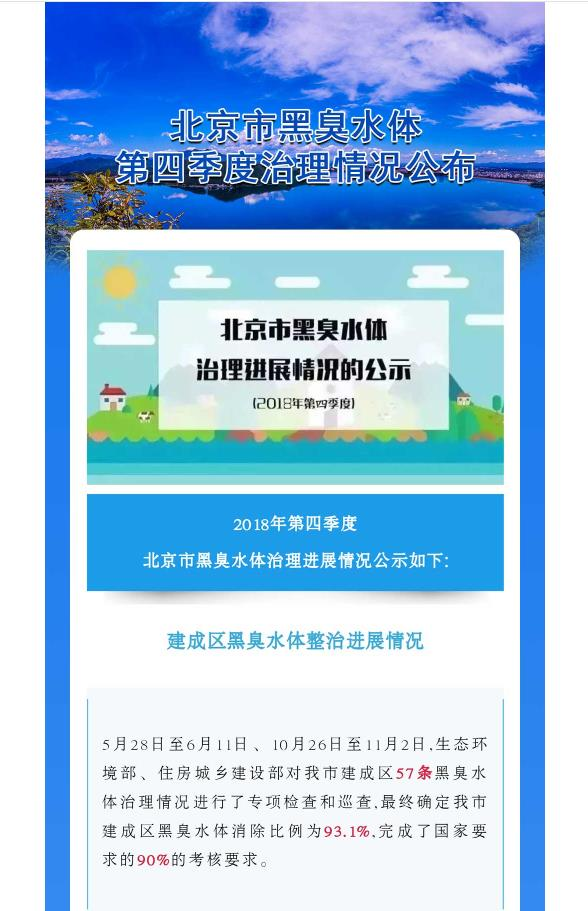 北京市黑臭水体
第四季度治理情况公布
北京市黑臭水体
治理进展情况的公示
(2018年第四季度)
2018年第四季度
北京市黑臭水体治理进展情况公示如下:
建成区黑臭水体整治进展情况
5月28日至6月11日、10月26日至11月2日,生态环
境部、住房城乡建设部对我市建成区57条黑臭水
体治理情况进行了专项检查和巡查,最终确定我市
建成区黑臭水体消除比例为93.1%,完成了国家要
求的90%的考核要求。